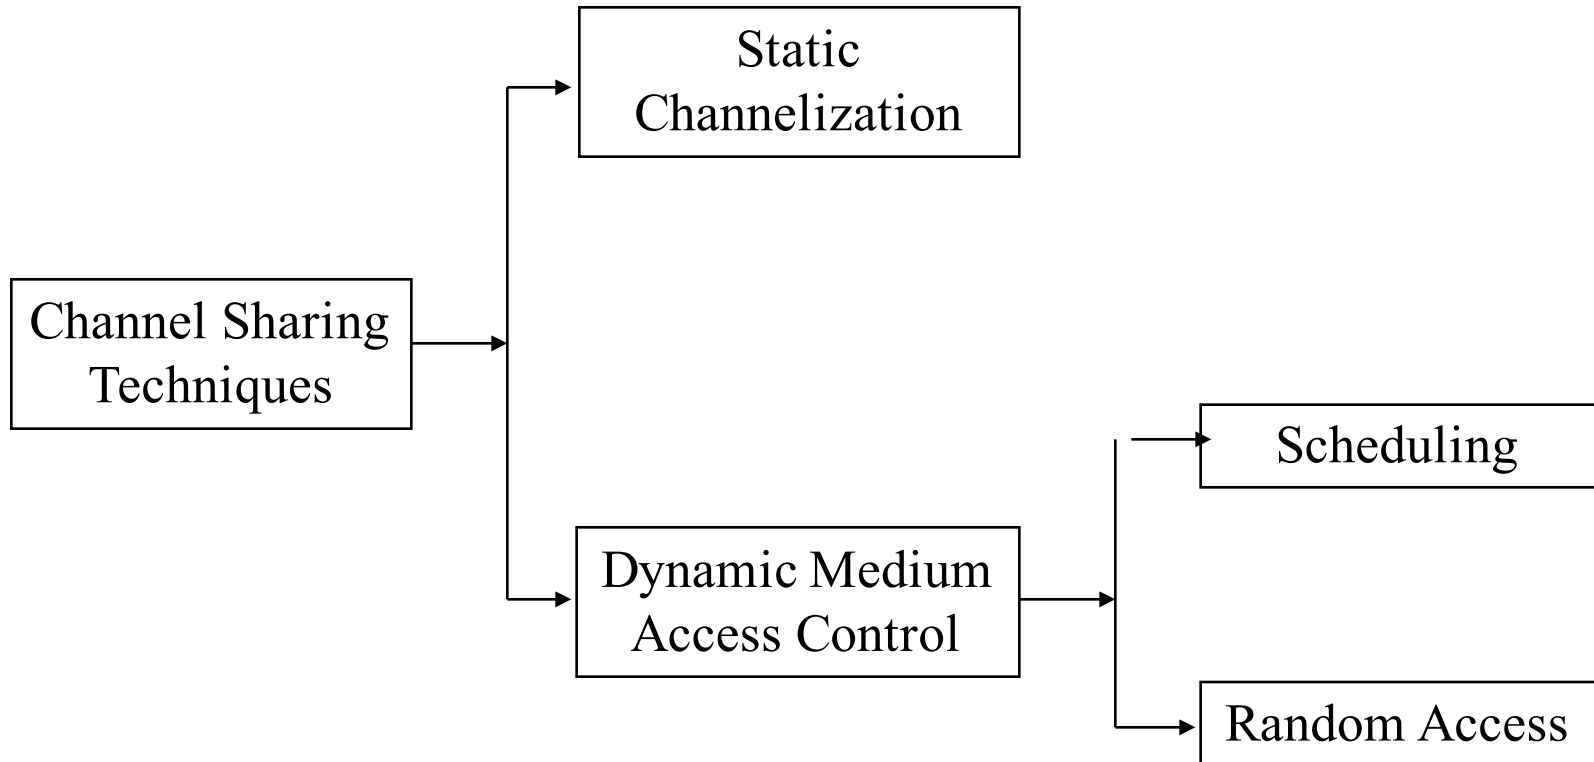 Static
Channelization
Channel Sharing
Techniques
Scheduling
Dynamic Medium
Access Control
Random Access